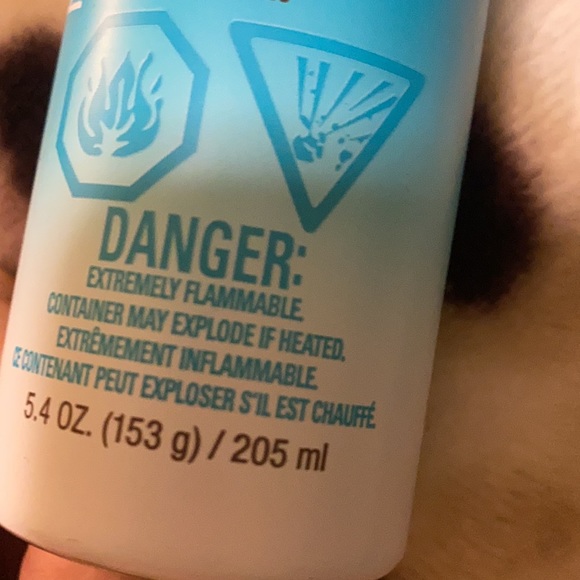 DANGER:
EXTREMELY FLAMMABLE.
CONTAINER MAY EXPLODE IF HEATED.
EXTRÊMEMENT INFLAMMABLE.
CE CONTENANT PEUT EXPLOSER S'IL EST CHAUFFÉ.
5.4 OZ. (153 g) / 205 ml